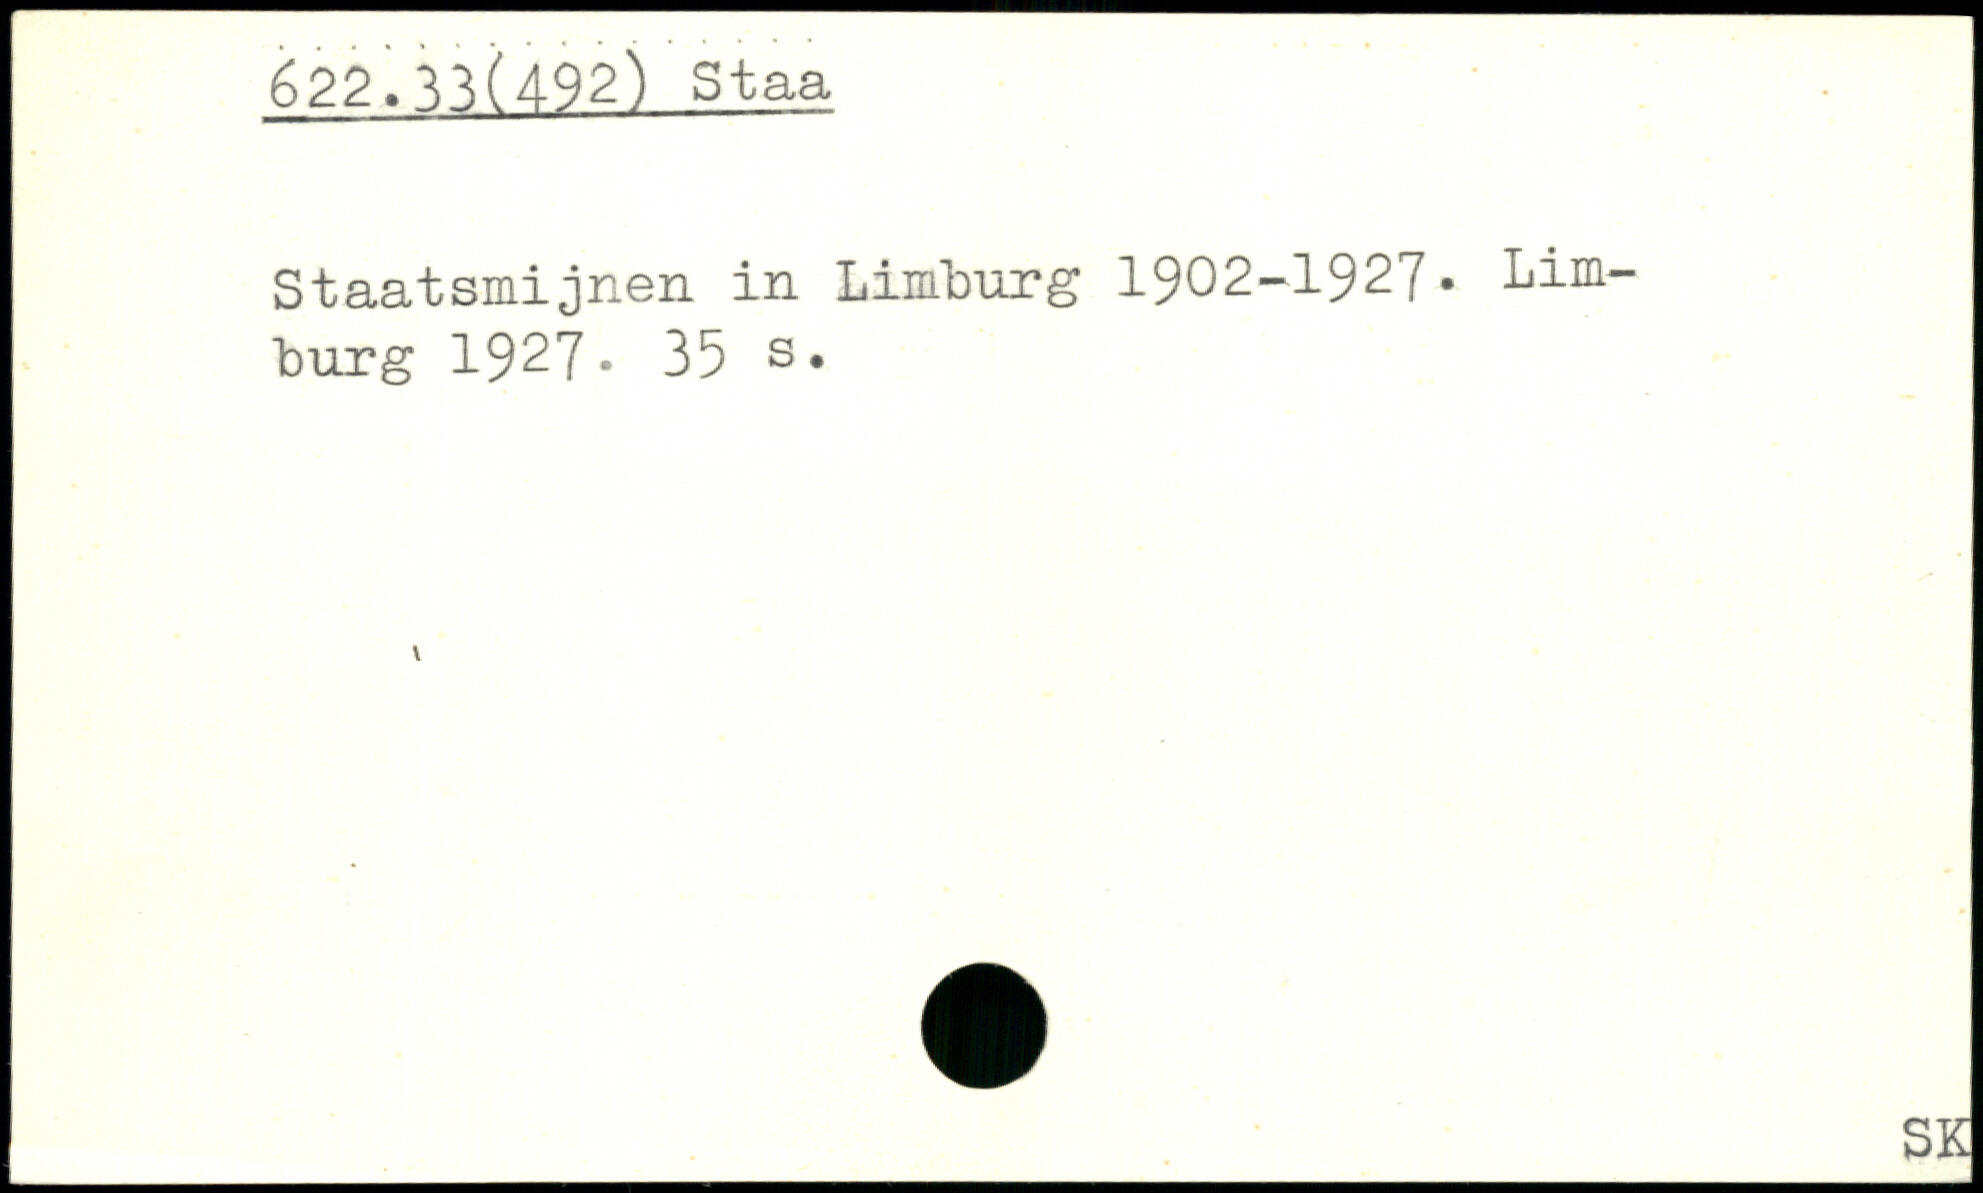 622.33(492) Staa
Staatsmijnen in Limburg 1902-1927. Lim-
burg 1927. 35 s.
SK